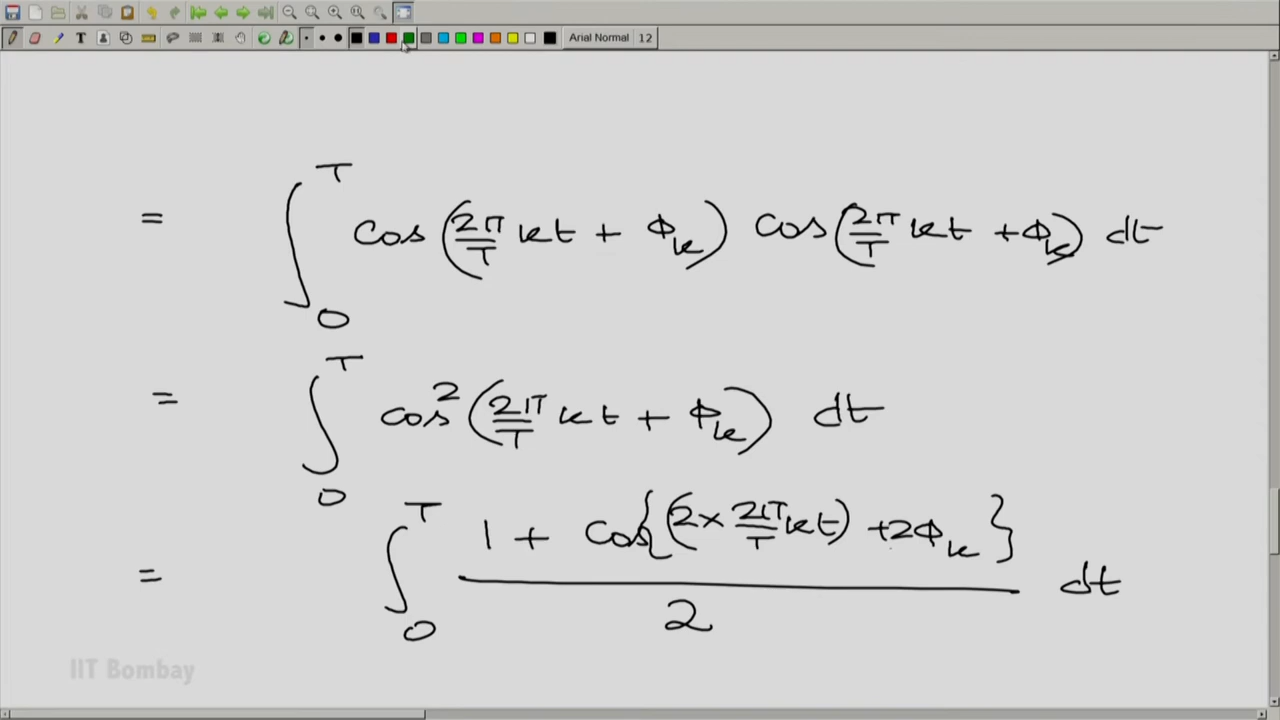 T Arial Normal 12
= ∫₀ᵀ cos(2π/T kt + Φₖ) cos(2π/T kt + Φₖ) dt
= ∫₀ᵀ cos²(2π/T kt + Φₖ) dt
= ∫₀ᵀ 1 + cos{(2 × 2π/T kt) + 2Φₖ} / 2 dt
IIT Bombay